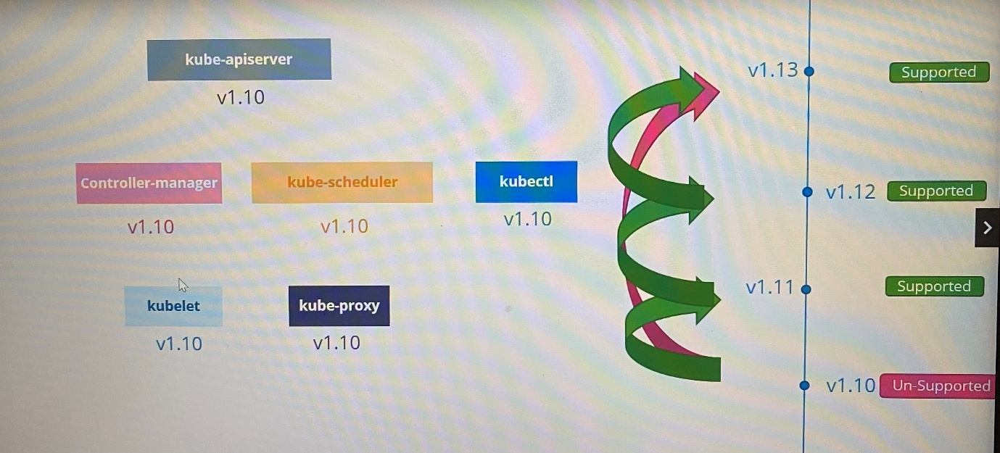 kube-apiserver
v1.10
Controller-manager
v1.10
kube-scheduler
v1.10
kubectl
v1.10
kubelet
v1.10
kube-proxy
v1.10
v1.13 Supported
v1.12 Supported
v1.11 Supported
v1.10 Un-Supported